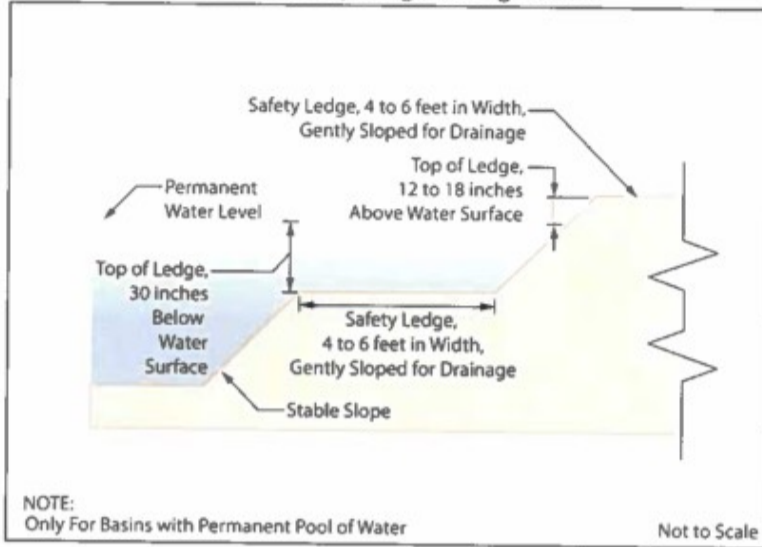 Safety Ledge, 4 to 6 feet in Width,
Gently Sloped for Drainage
Top of Ledge,
12 to 18 inches
Above Water Surface
Permanent
Water Level
Top of Ledge,
30 inches
Below
Water
Surface
Safety Ledge,
4 to 6 feet in Width,
Gently Sloped for Drainage
Stable Slope
NOTE:
Only For Basins with Permanent Pool of Water
Not to Scale